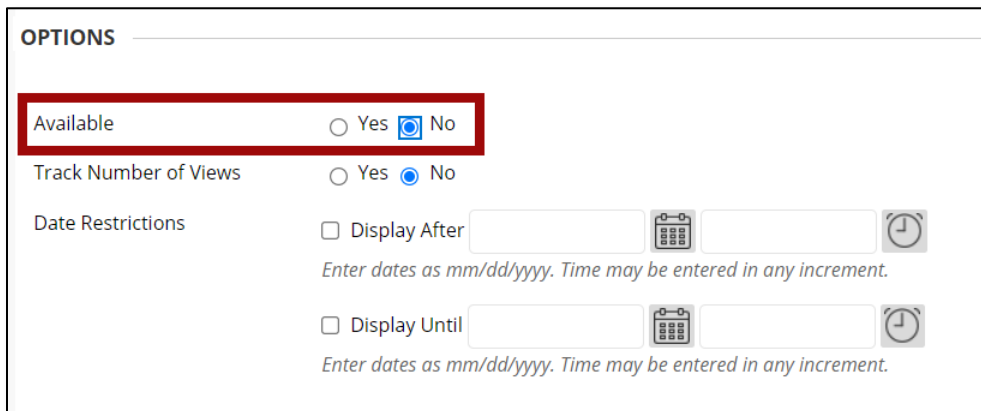 OPTIONS
Available Yes No
Track Number of Views Yes No
Date Restrictions Display After
Enter dates as mm/dd/yyyy. Time may be entered in any increment.
Display Until
Enter dates as mm/dd/yyyy. Time may be entered in any increment.